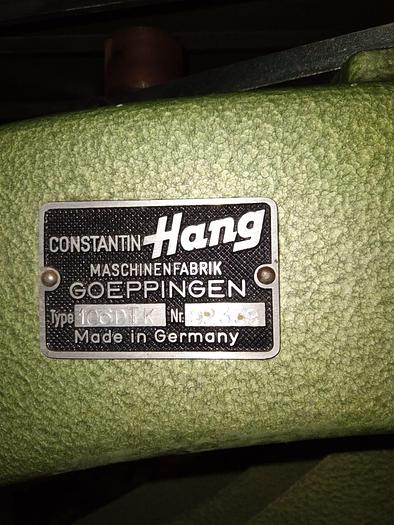 CONSTANTIN Hang
MASCHINENFABRIK
GOEPPINGEN
Type Nr.
Made in Germany